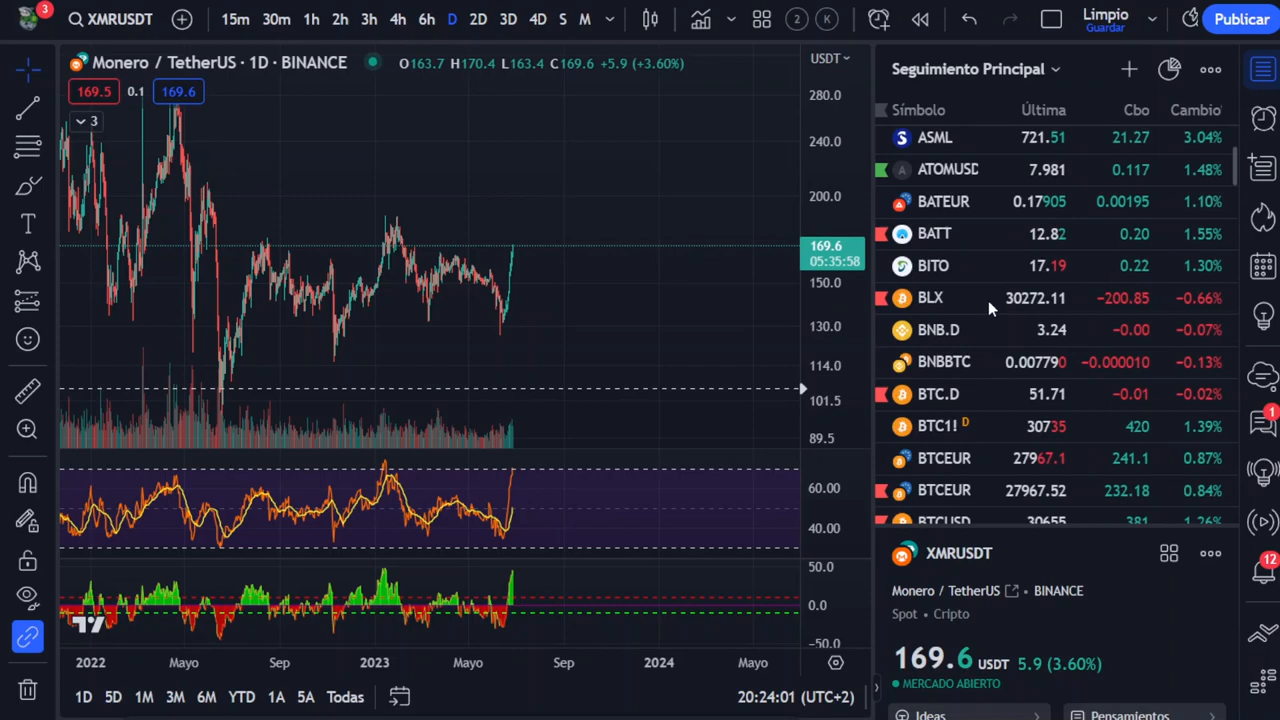 3 XMRUSDT 15m 30m 1h 2h 3h 4h 6h D 2D 3D 4D S M 2 K Limpio Guardar Publicar
Monero / TetherUS · 1D · BINANCE O163.7 H170.4 L163.4 C169.6 +5.9 (+3.60%) USDT
169.5 0.1 169.6
3
280.0
240.0
200.0
169.6
05:35:58
150.0
130.0
114.0
101.5
89.5
60.00
40.00
50.0
0.0
−50.0
2022 Mayo Sep 2023 Mayo Sep 2024 Mayo
1D 5D 1M 3M 6M YTD 1A 5A Todas 20:24:01 (UTC+2)
Seguimiento Principal
Símbolo Última Cbo Cambio
ASML 721.51 21.27 3.04%
ATOMUSD 7.981 0.117 1.48%
BATEUR 0.17905 0.00195 1.10%
BATT 12.82 0.20 1.55%
BITO 17.19 0.22 1.30%
BLX 30272.11 −200.85 −0.66%
BNB.D 3.24 −0.00 −0.07%
BNBBTC 0.007790 −0.000010 −0.13%
BTC.D 51.71 −0.01 −0.02%
BTC1! D 30735 420 1.39%
BTCEUR 27967.1 241.1 0.87%
BTCEUR 27967.52 232.18 0.84%
BTCUSD 30655 381 1.26%
XMRUSDT
Monero / TetherUS • BINANCE
Spot • Cripto
169.6 USDT 5.9 (3.60%)
MERCADO ABIERTO
Ideas Pensamientos
1
12